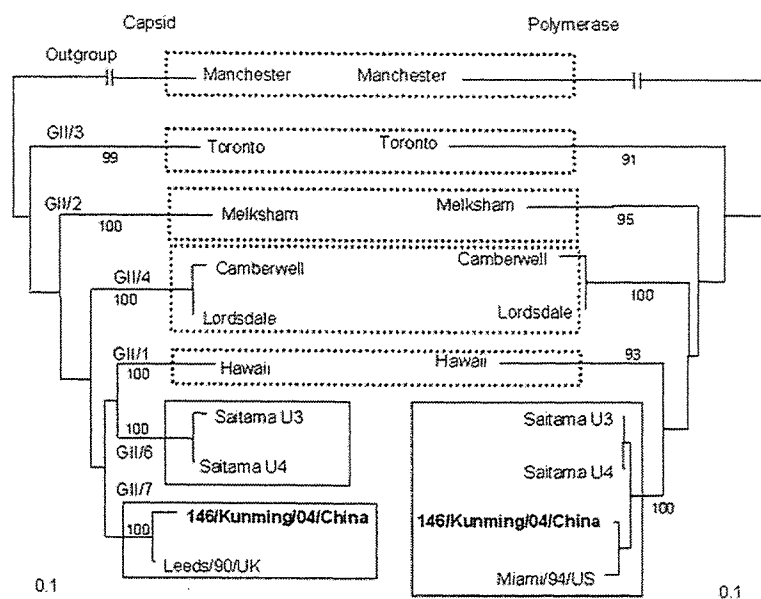 Capsid Polymerase
Outgroup
Manchester Manchester
GII/3
99
Toronto Toronto
91
GII/2
100
Melksham Melksham
95
GII/4
100
Camberwell Camberwell
Lordsdale Lordsdale
100
GII/1
100
Hawaii Hawaii
93
100
GII/6
Saitama U3 Saitama U3
Saitama U4 Saitama U4
GII/7
100
146/Kunming/04/China 146/Kunming/04/China
100
Leeds/90/UK Miami/94/US
0.1 0.1